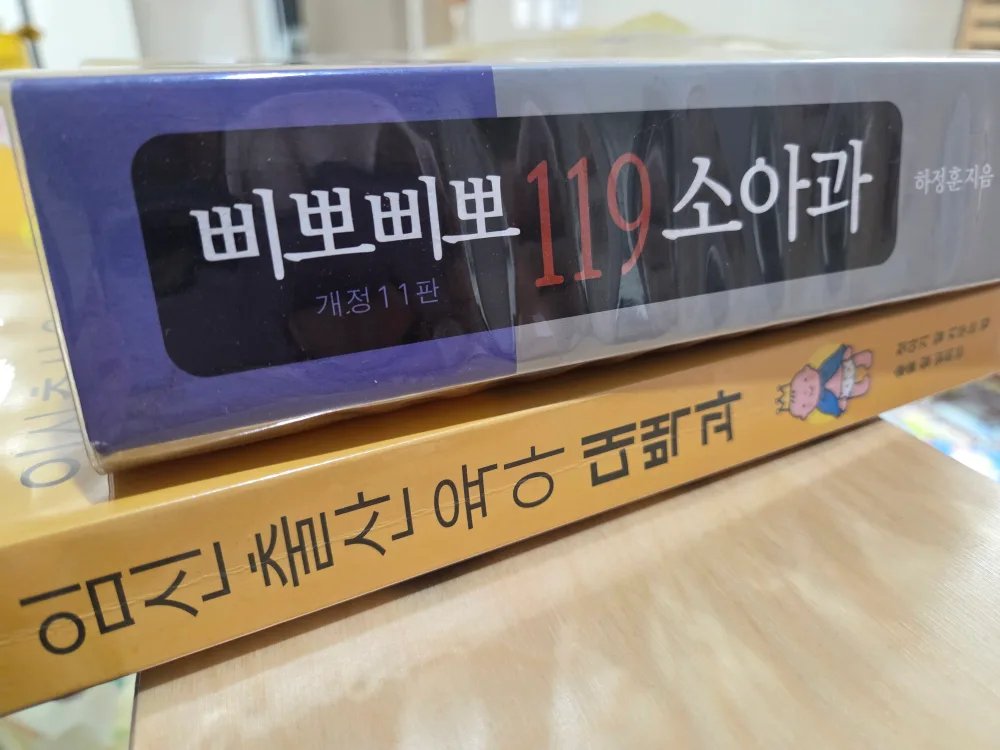 삐뽀삐뽀 119 소아과
개정11판
하정훈 지음
임신 출산 육아 대백과